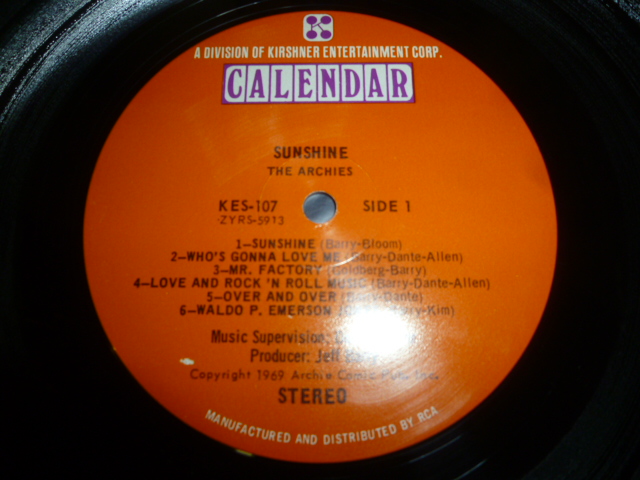 K
A DIVISION OF KIRSHNER ENTERTAINMENT CORP.
CALENDAR
SUNSHINE
THE ARCHIES
KES-107 SIDE 1
ZYRS-5913
1—SUNSHINE (Barry-Bloom)
2—WHO'S GONNA LOVE ME (Barry-Dante-Allen)
3—MR. FACTORY (Goldberg-Barry)
4—LOVE AND ROCK 'N ROLL MUSIC (Barry-Dante-Allen)
5—OVER AND OVER (Barry-Dante)
6—WALDO P. EMERSON Barry-Kim)
Music Supervision:
Producer: Jeff
Copyright 1969 Archie Comic
STEREO
MANUFACTURED AND DISTRIBUTED BY RCA